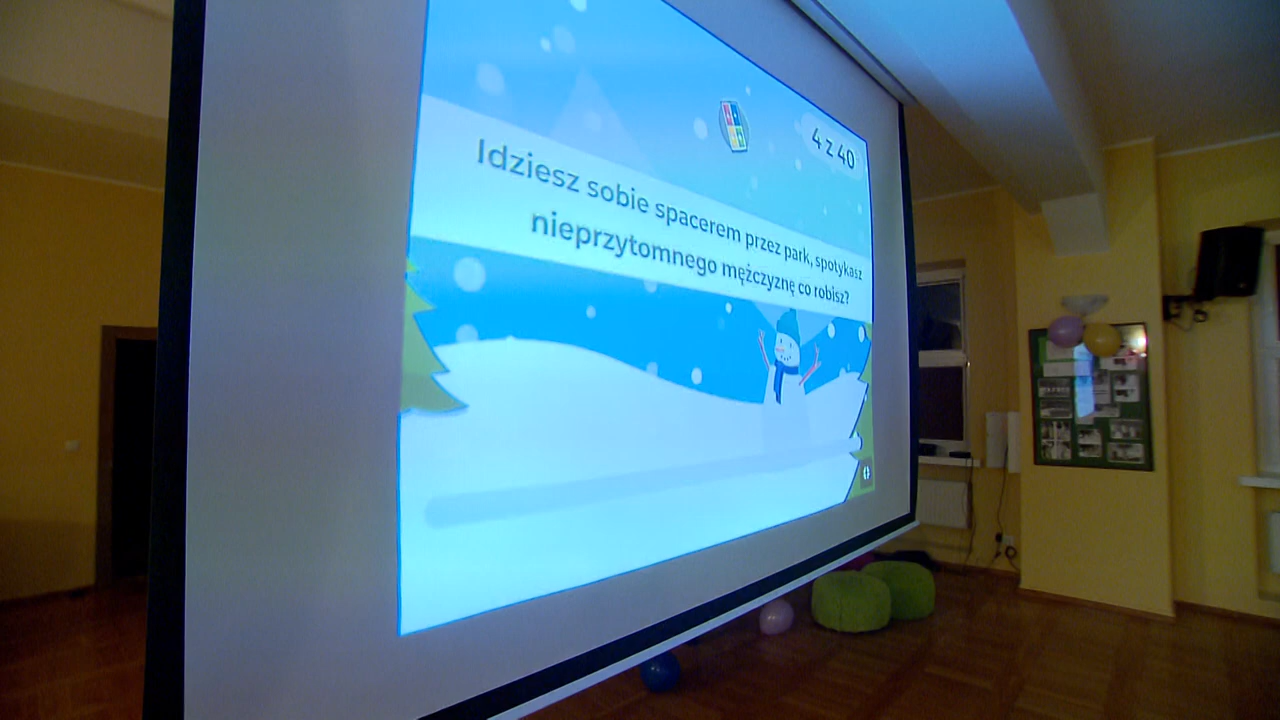 4 z 40
Idziesz sobie spacerem przez park, spotykasz
nieprzytomnego mężczyznę co robisz?